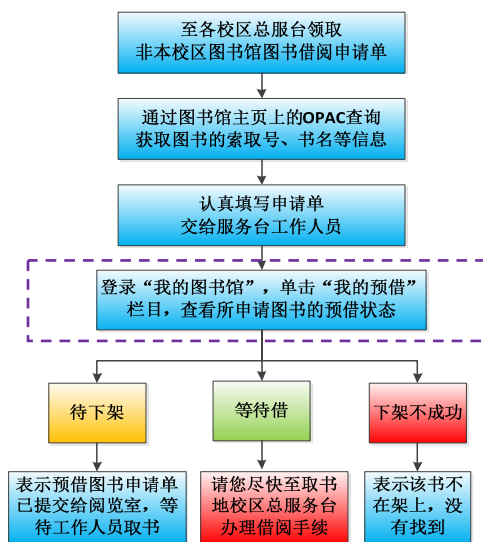 至各校区总服台领取
非本校区图书馆图书借阅申请单
通过图书馆主页上的OPAC查询
获取图书的索取号、书名等信息
认真填写申请单
交给服务台工作人员
登录“我的图书馆”，单击“我的预借”
栏目，查看所申请图书的预借状态
待下架
等待借
下架不成功
表示预借图书申请单
已提交给阅览室，等
待工作人员取书
请您尽快至取书
地校区总服务台
办理借阅手续
表示该书不
在架上，没
有找到